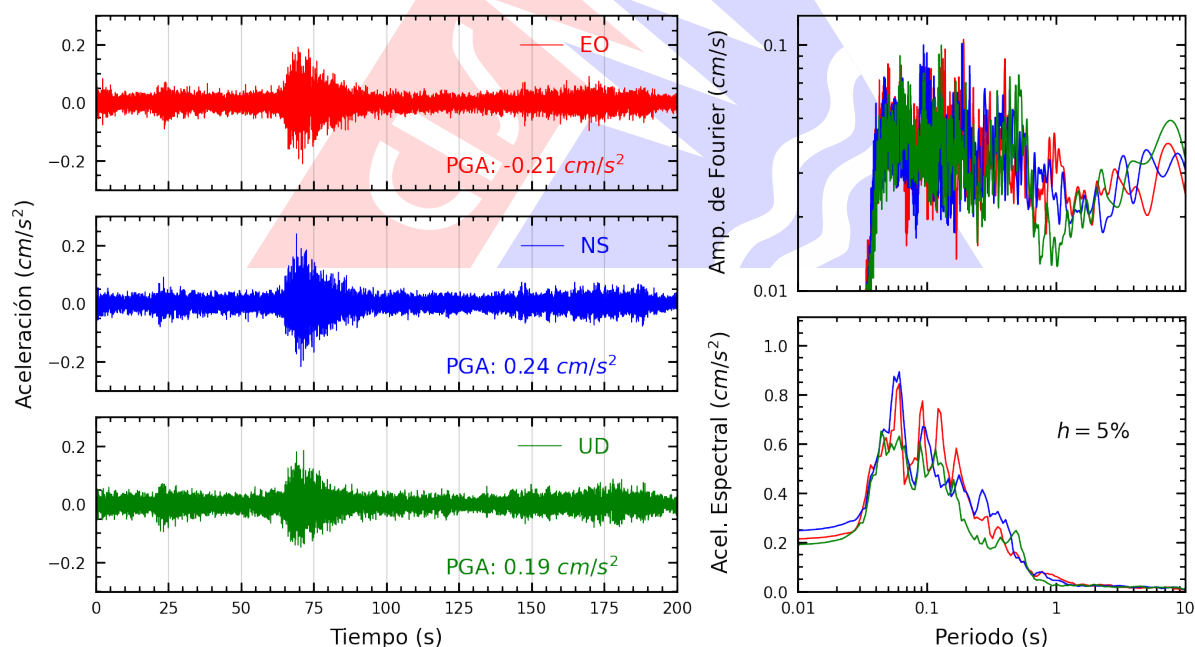 Aceleración (cm/s²)
0.2
0.0
−0.2
EO
PGA: -0.21 cm/s²
0.2
0.0
−0.2
NS
PGA: 0.24 cm/s²
0.2
0.0
−0.2
UD
PGA: 0.19 cm/s²
0 25 50 75 100 125 150 175 200
Tiempo (s)
Amp. de Fourier (cm/s)
0.1
0.01
Acel. Espectral (cm/s²)
1.0
0.8
0.6
0.4
0.2
0.0
h = 5%
0.01 0.1 1 10
Periodo (s)